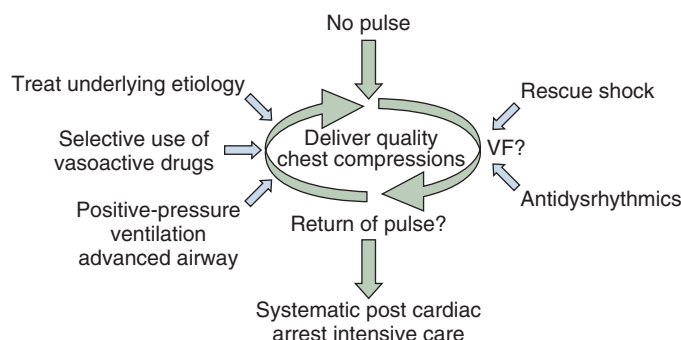 No pulse
Treat underlying etiology
Rescue shock
Selective use of
vasoactive drugs
Deliver quality
chest compressions
VF?
Positive-pressure
ventilation
advanced airway
Antidysrhythmics
Return of pulse?
Systematic post cardiac
arrest intensive care